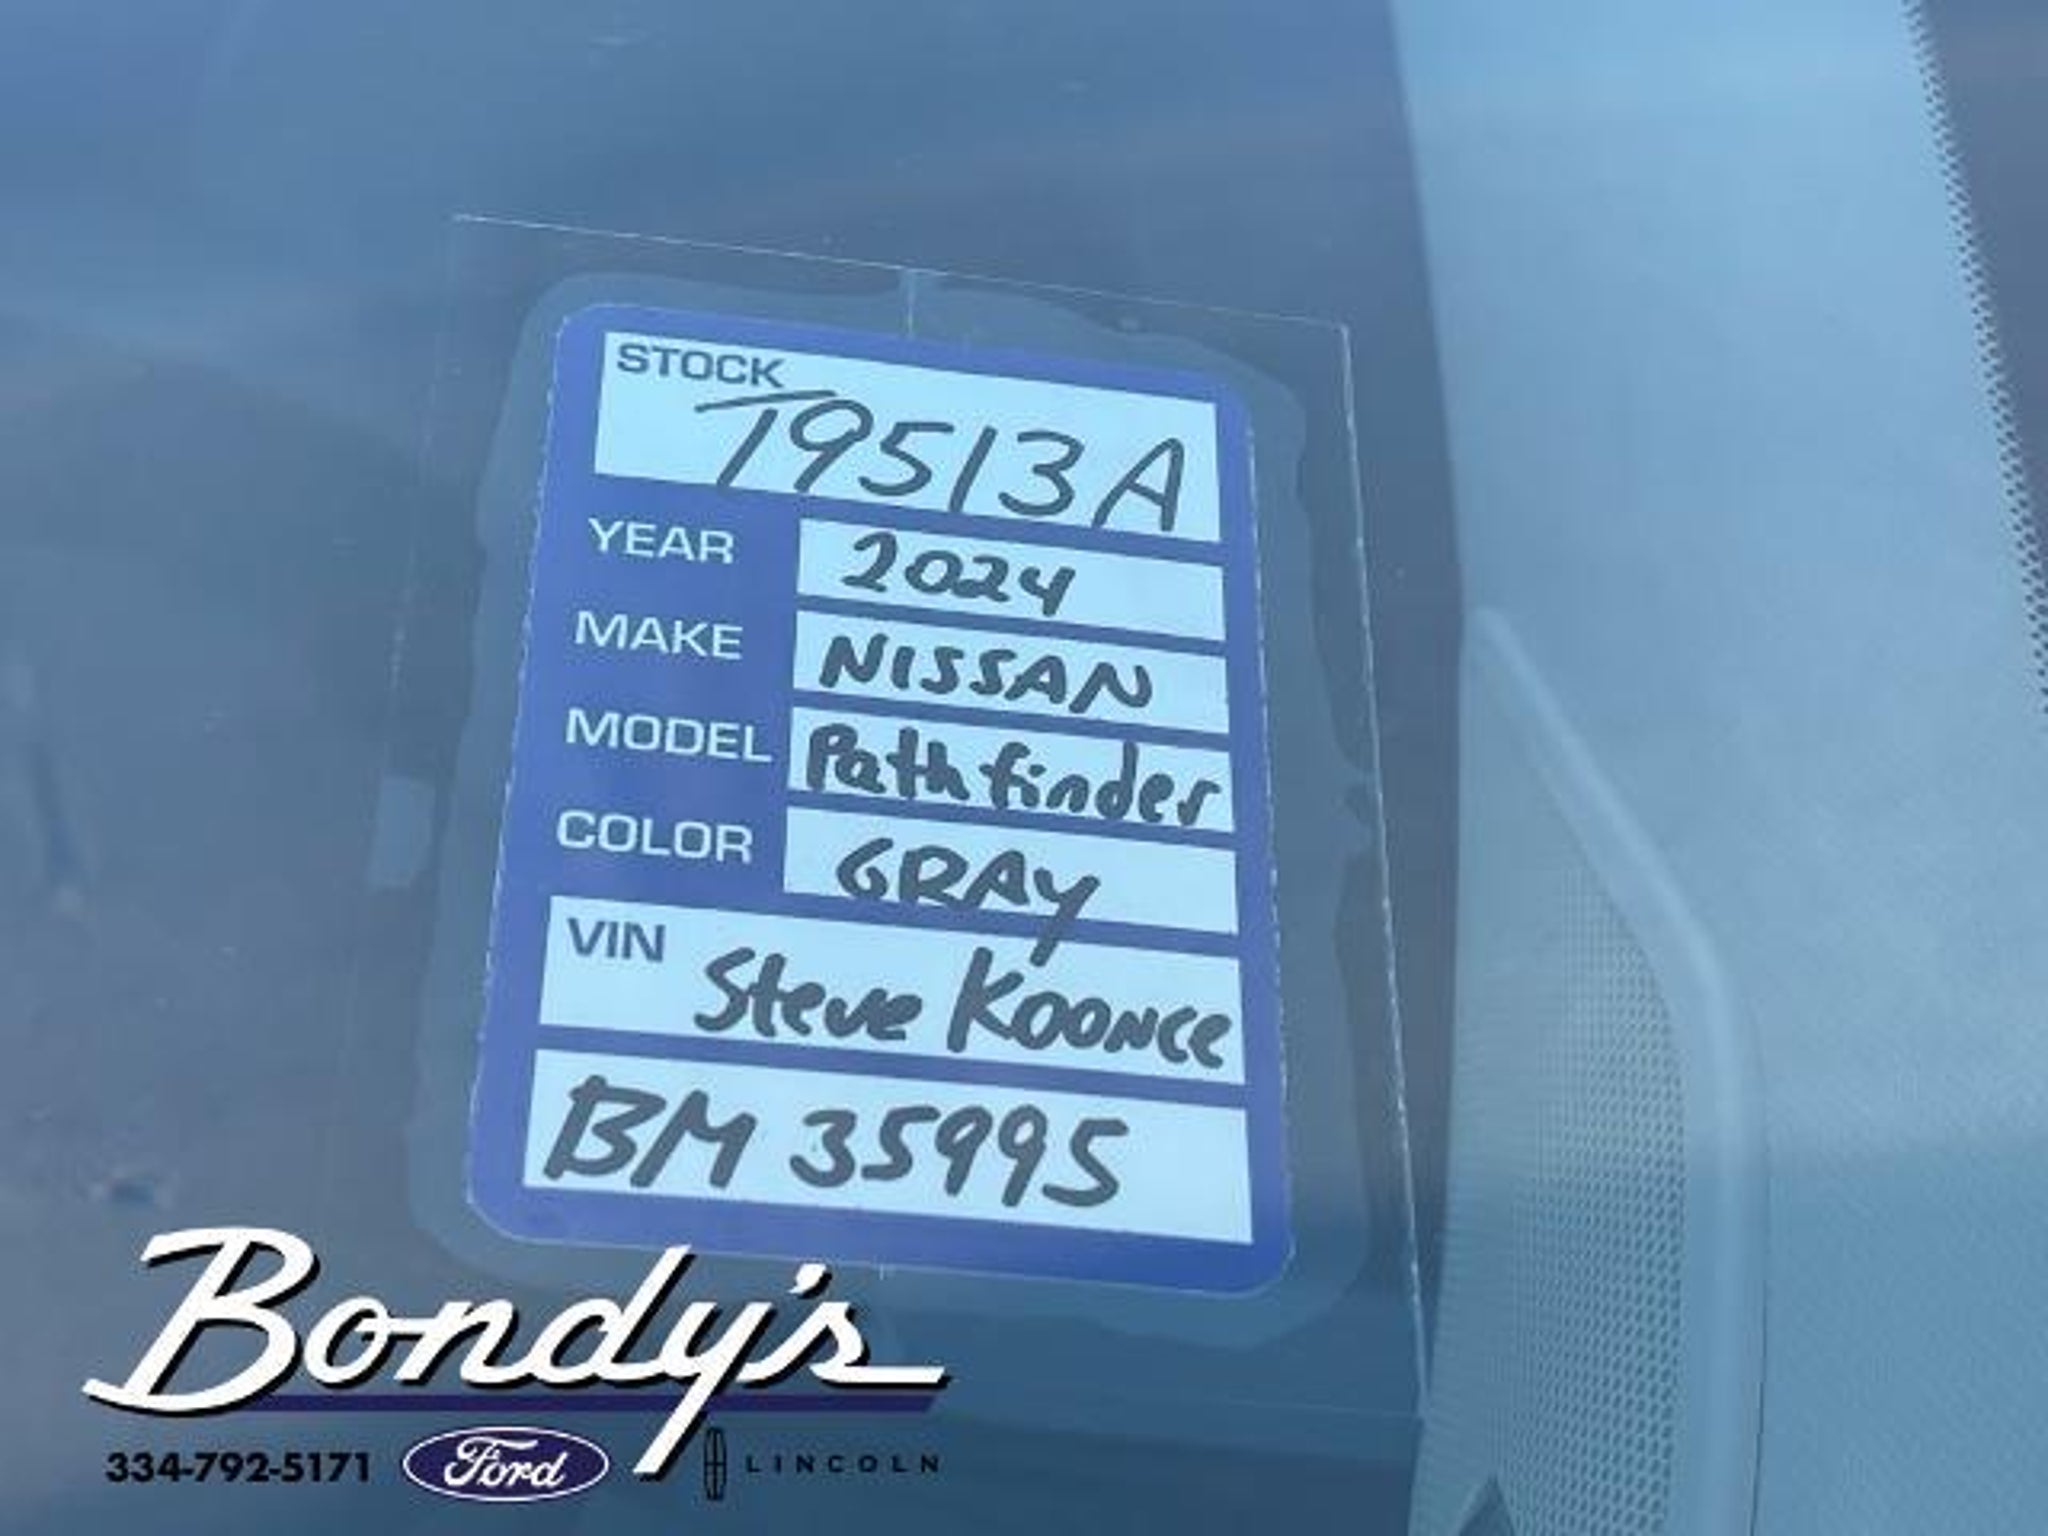 STOCK
T9513A
YEAR 2024
MAKE NISSAN
MODEL Pathfinder
COLOR GRAY
VIN Steve Koonce
BM 35995
Bondy's
334-792-5171 Ford LINCOLN